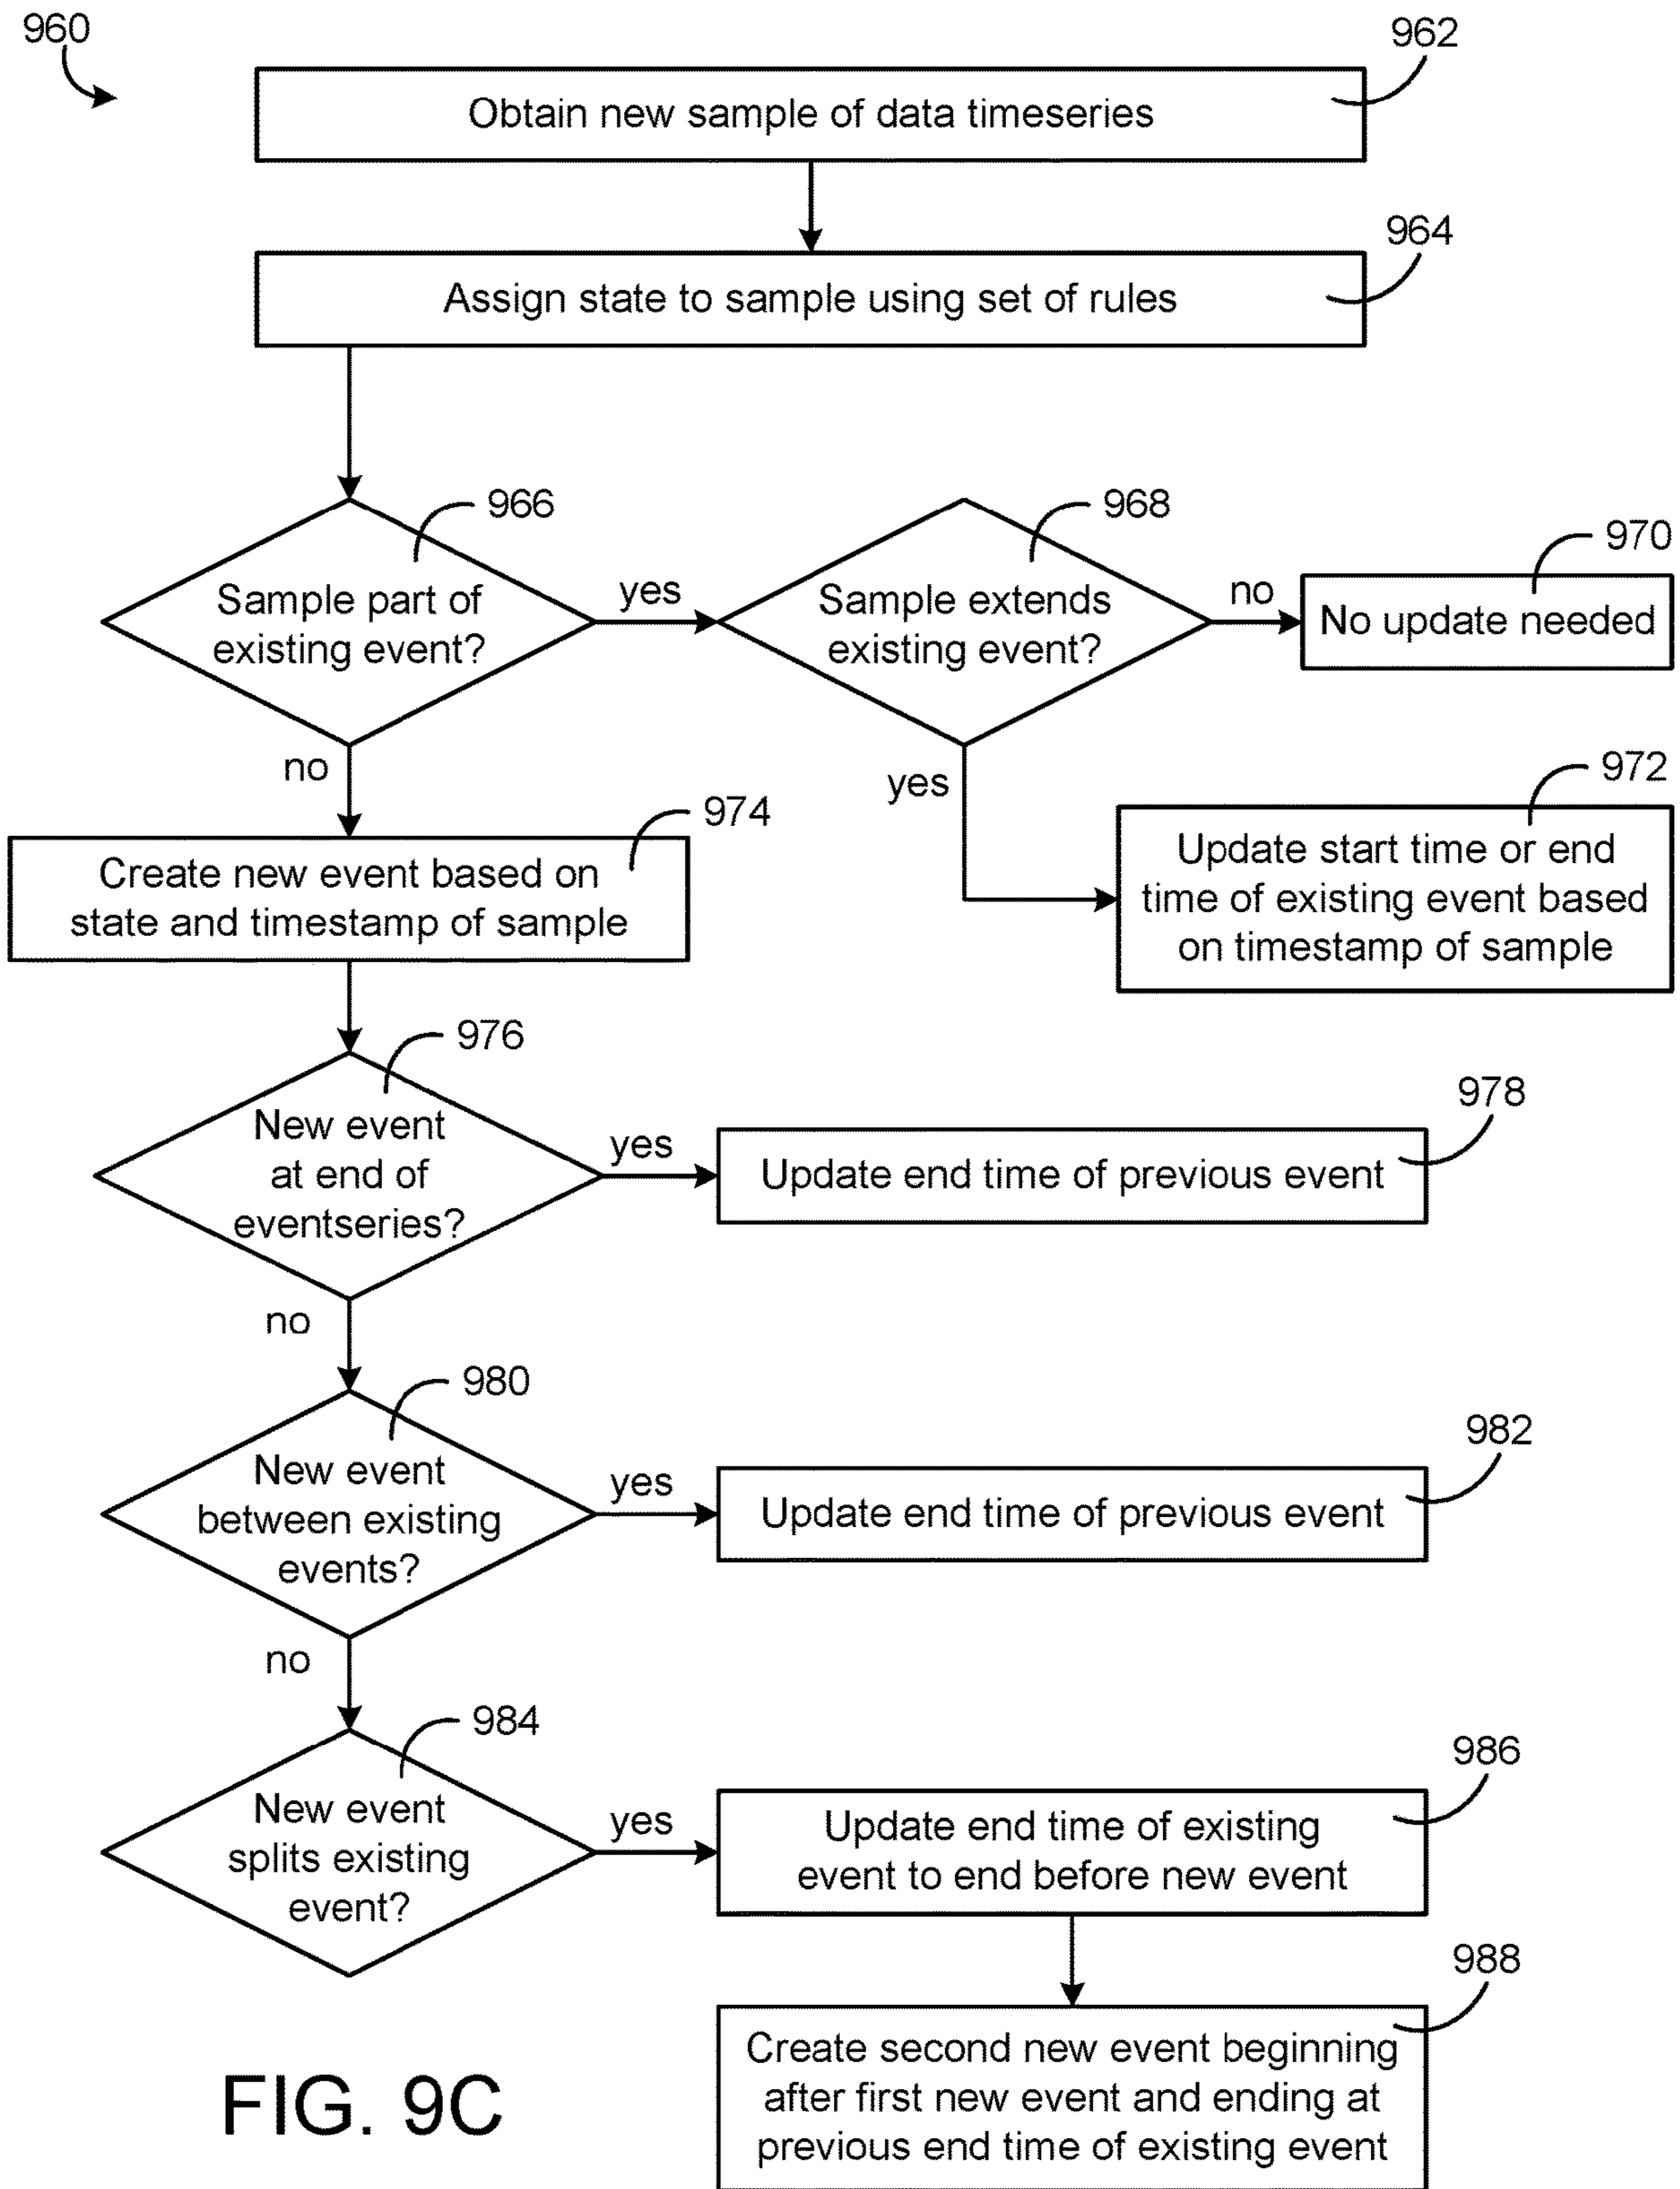 960
962
Obtain new sample of data timeseries
964
Assign state to sample using set of rules
966
Sample part of
existing event?
yes
968
Sample extends
existing event?
no
970
No update needed
no
yes
972
Update start time or end
time of existing event based
on timestamp of sample
974
Create new event based on
state and timestamp of sample
976
New event
at end of
eventseries?
yes
978
Update end time of previous event
no
980
New event
between existing
events?
yes
982
Update end time of previous event
no
984
New event
splits existing
event?
yes
986
Update end time of existing
event to end before new event
988
Create second new event beginning
after first new event and ending at
previous end time of existing event
FIG. 9C